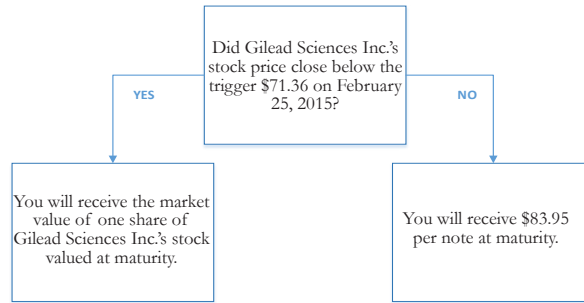 Did Gilead Sciences Inc.'s
stock price close below the
trigger $71.36 on February
25, 2015?
YES
NO
You will receive the market
value of one share of
Gilead Sciences Inc.'s stock
valued at maturity.
You will receive $83.95
per note at maturity.